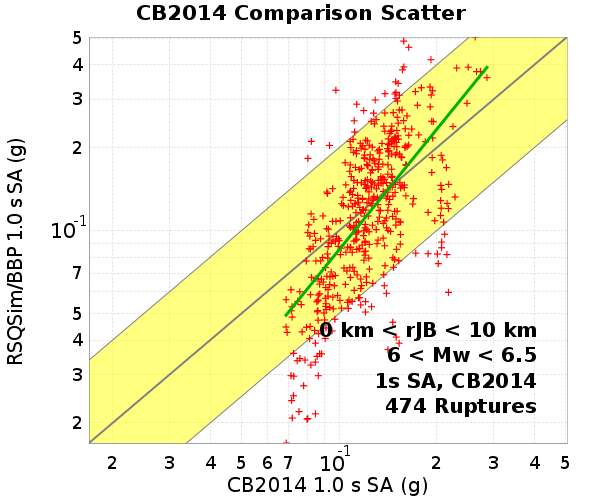 CB2014 Comparison Scatter
RSQSim/BBP 1.0 s SA (g)
5
4
3
2
10^-1
7
5
4
3
2
0 km < rJB < 10 km
6 < Mw < 6.5
1s SA, CB2014
474 Ruptures
2 3 4 5 6 7 10^-1 2 3 4 5
CB2014 1.0 s SA (g)